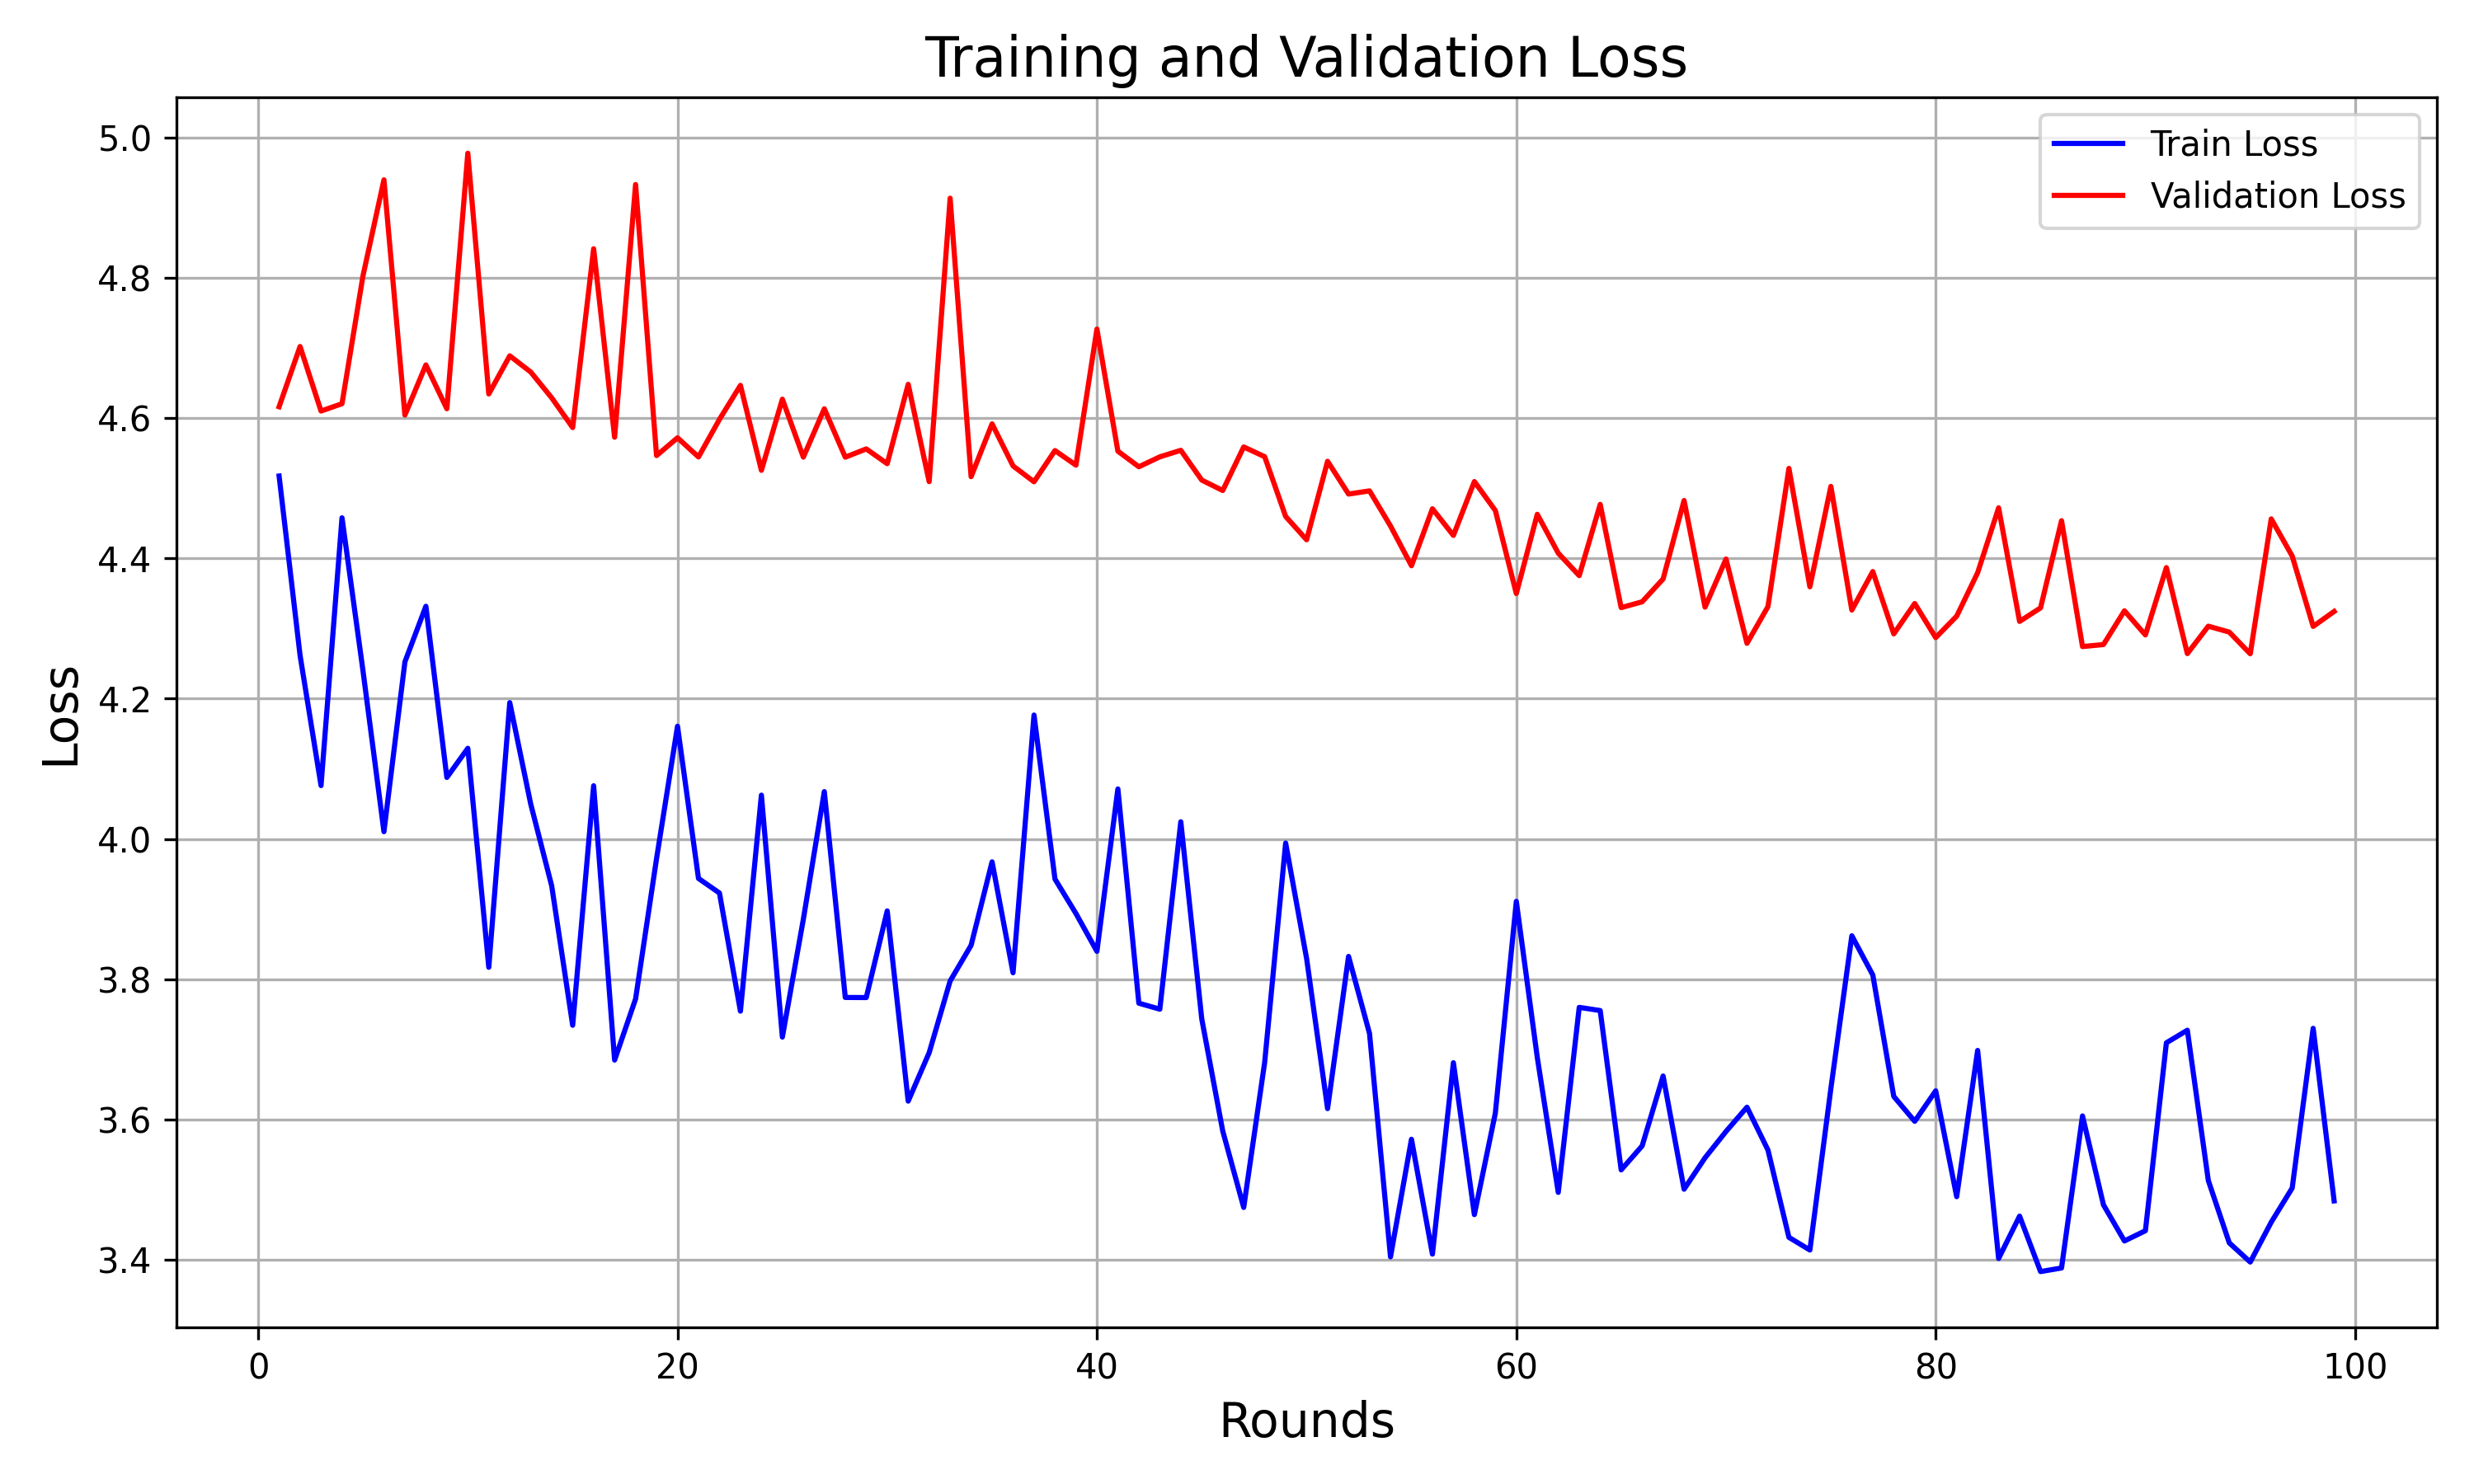 Training and Validation Loss
Train Loss
Validation Loss
5.0
4.8
4.6
4.4
4.2
4.0
3.8
3.6
3.4
Loss
0 20 40 60 80 100
Rounds